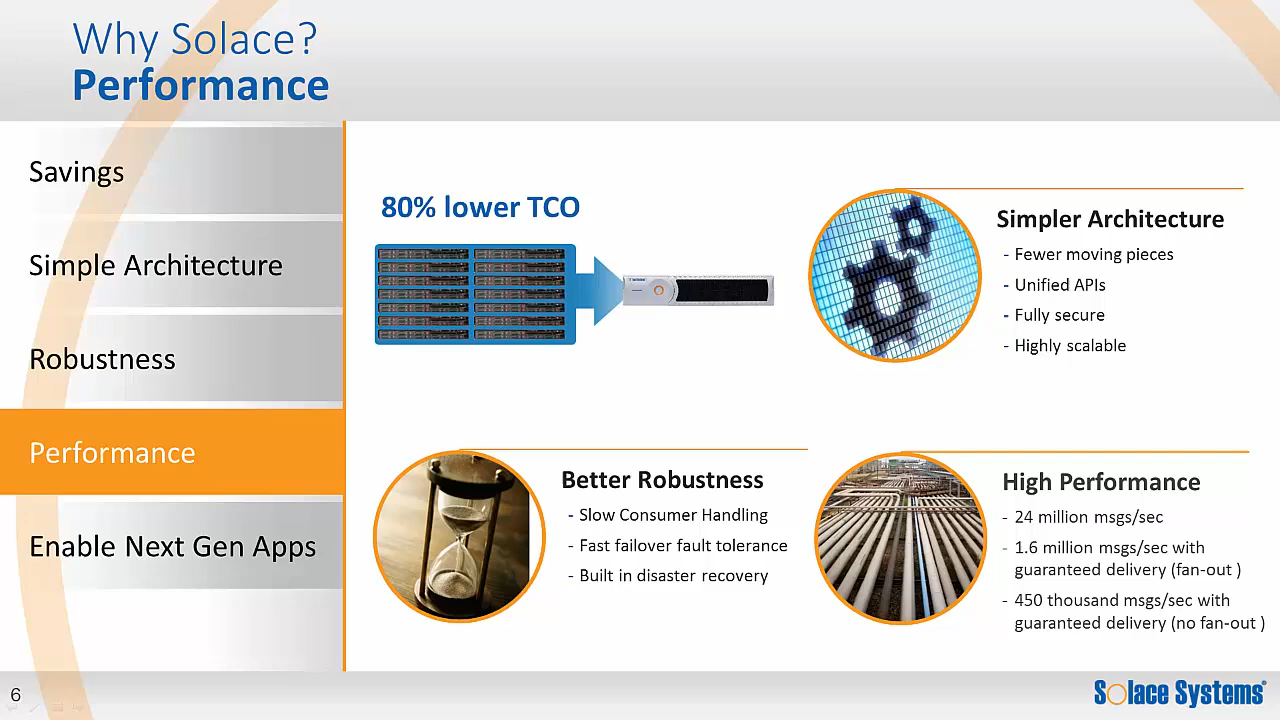 Why Solace?
Performance
Savings
Simple Architecture
Robustness
Performance
Enable Next Gen Apps
80% lower TCO
Simpler Architecture
- Fewer moving pieces
- Unified APIs
- Fully secure
- Highly scalable
Better Robustness
- Slow Consumer Handling
- Fast failover fault tolerance
- Built in disaster recovery
High Performance
- 24 million msgs/sec
- 1.6 million msgs/sec with
guaranteed delivery (fan-out )
- 450 thousand msgs/sec with
guaranteed delivery (no fan-out )
6
Solace Systems®